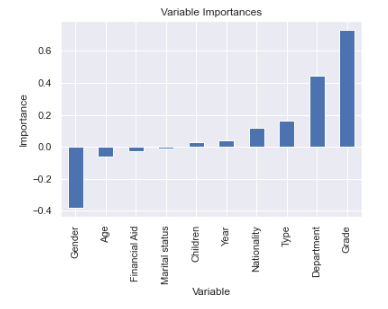 Variable Importances
Importance
0.6
0.4
0.2
0.0
−0.2
−0.4
Gender
Age
Financial Aid
Marital status
Children
Year
Nationality
Type
Department
Grade
Variable